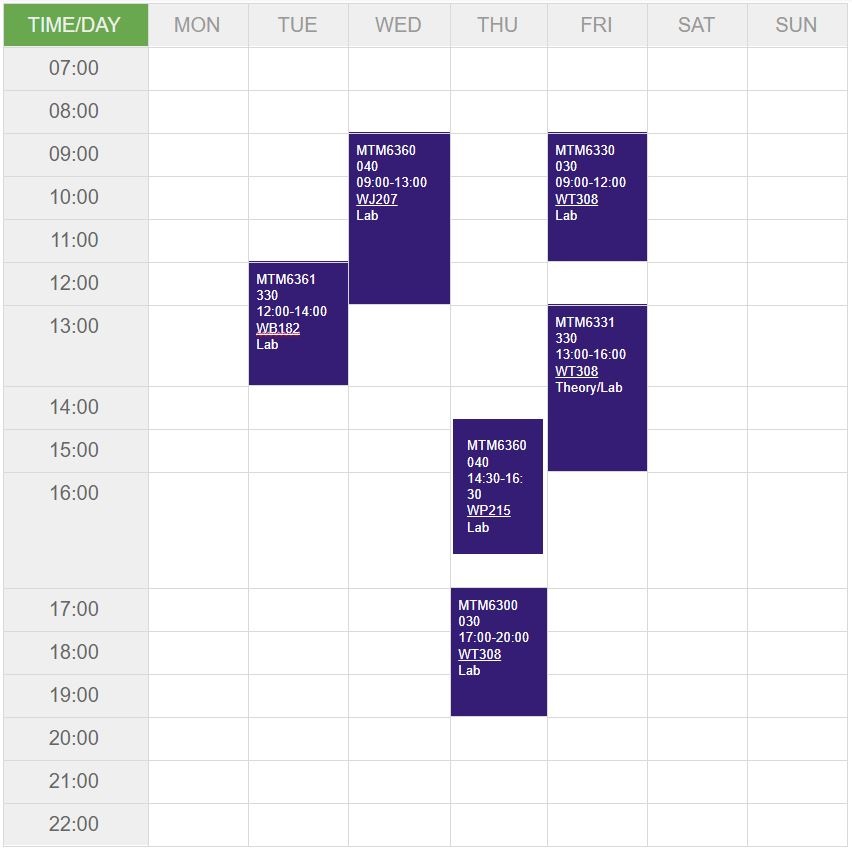 TIME/DAY MON TUE WED THU FRI SAT SUN
07:00
08:00
09:00
10:00
11:00
12:00
13:00
14:00
15:00
16:00
17:00
18:00
19:00
20:00
21:00
22:00
MTM6361
330
12:00-14:00
WB182
Lab
MTM6360
040
09:00-13:00
WJ207
Lab
MTM6360
040
14:30-16:
30
WP215
Lab
MTM6300
030
17:00-20:00
WT308
Lab
MTM6330
030
09:00-12:00
WT308
Lab
MTM6331
330
13:00-16:00
WT308
Theory/Lab